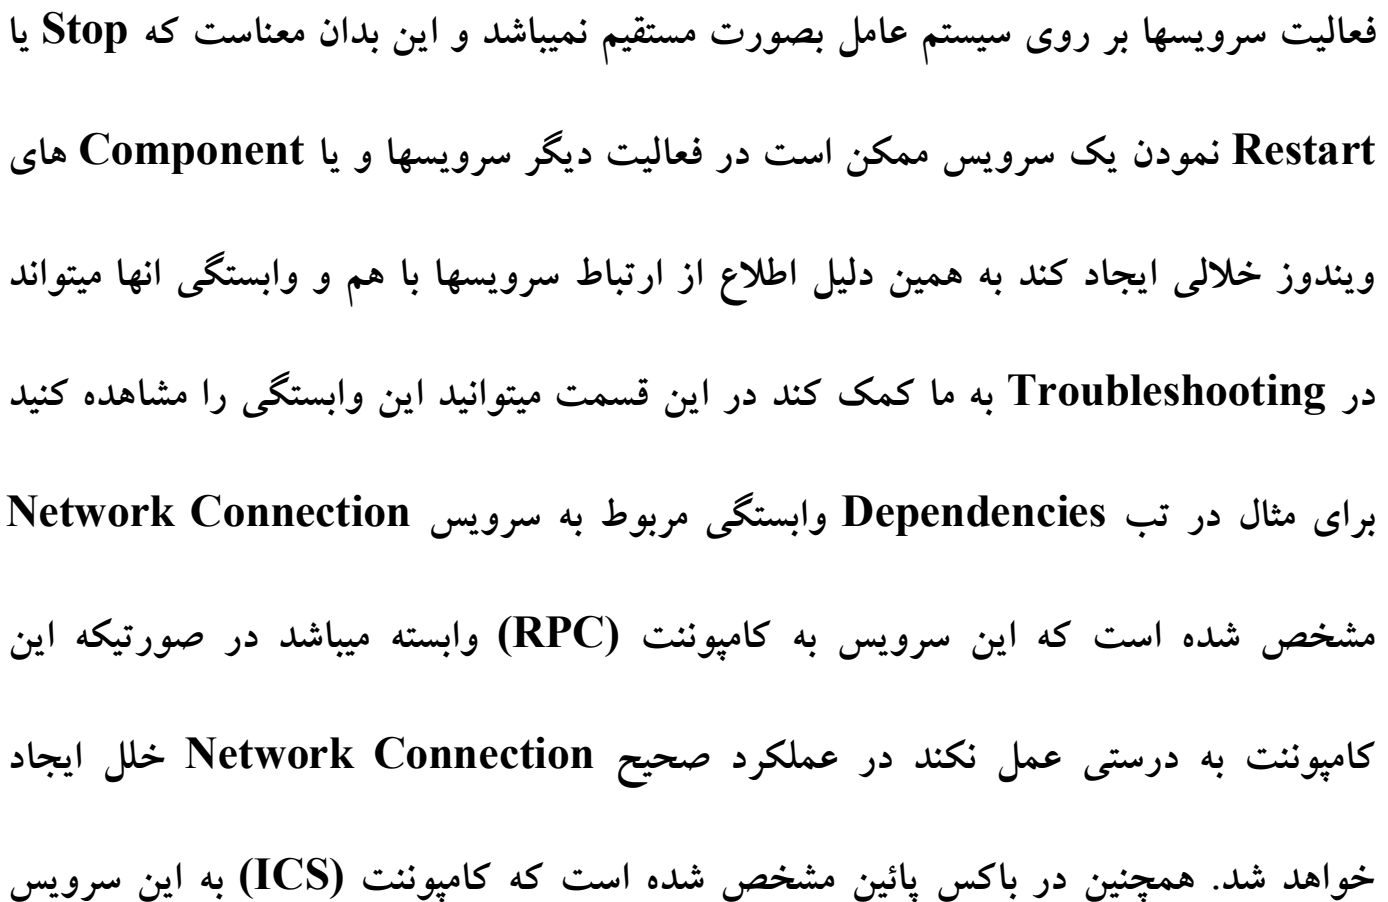 فعالیت سرویسها بر روی سیستم عامل بصورت مستقیم نمیباشد و این بدان معناست که Stop یا
Restart نمودن یک سرویس ممکن است در فعالیت دیگر سرویسها و یا Component های
ویندوز خلالی ایجاد کند به همین دلیل اطلاع از ارتباط سرویسها با هم و وابستگی انها میتواند
در Troubleshooting به ما کمک کند در این قسمت میتوانید این وابستگی را مشاهده کنید
برای مثال در تب Dependencies وابستگی مربوط به سرویس Network Connection
مشخص شده است که این سرویس به کامپوننت (RPC) وابسته میباشد در صورتیکه این
کامپوننت به درستی عمل نکند در عملکرد صحیح Network Connection خلل ایجاد
خواهد شد. همچنین در باکس پائین مشخص شده است که کامپوننت (ICS) به این سرویس